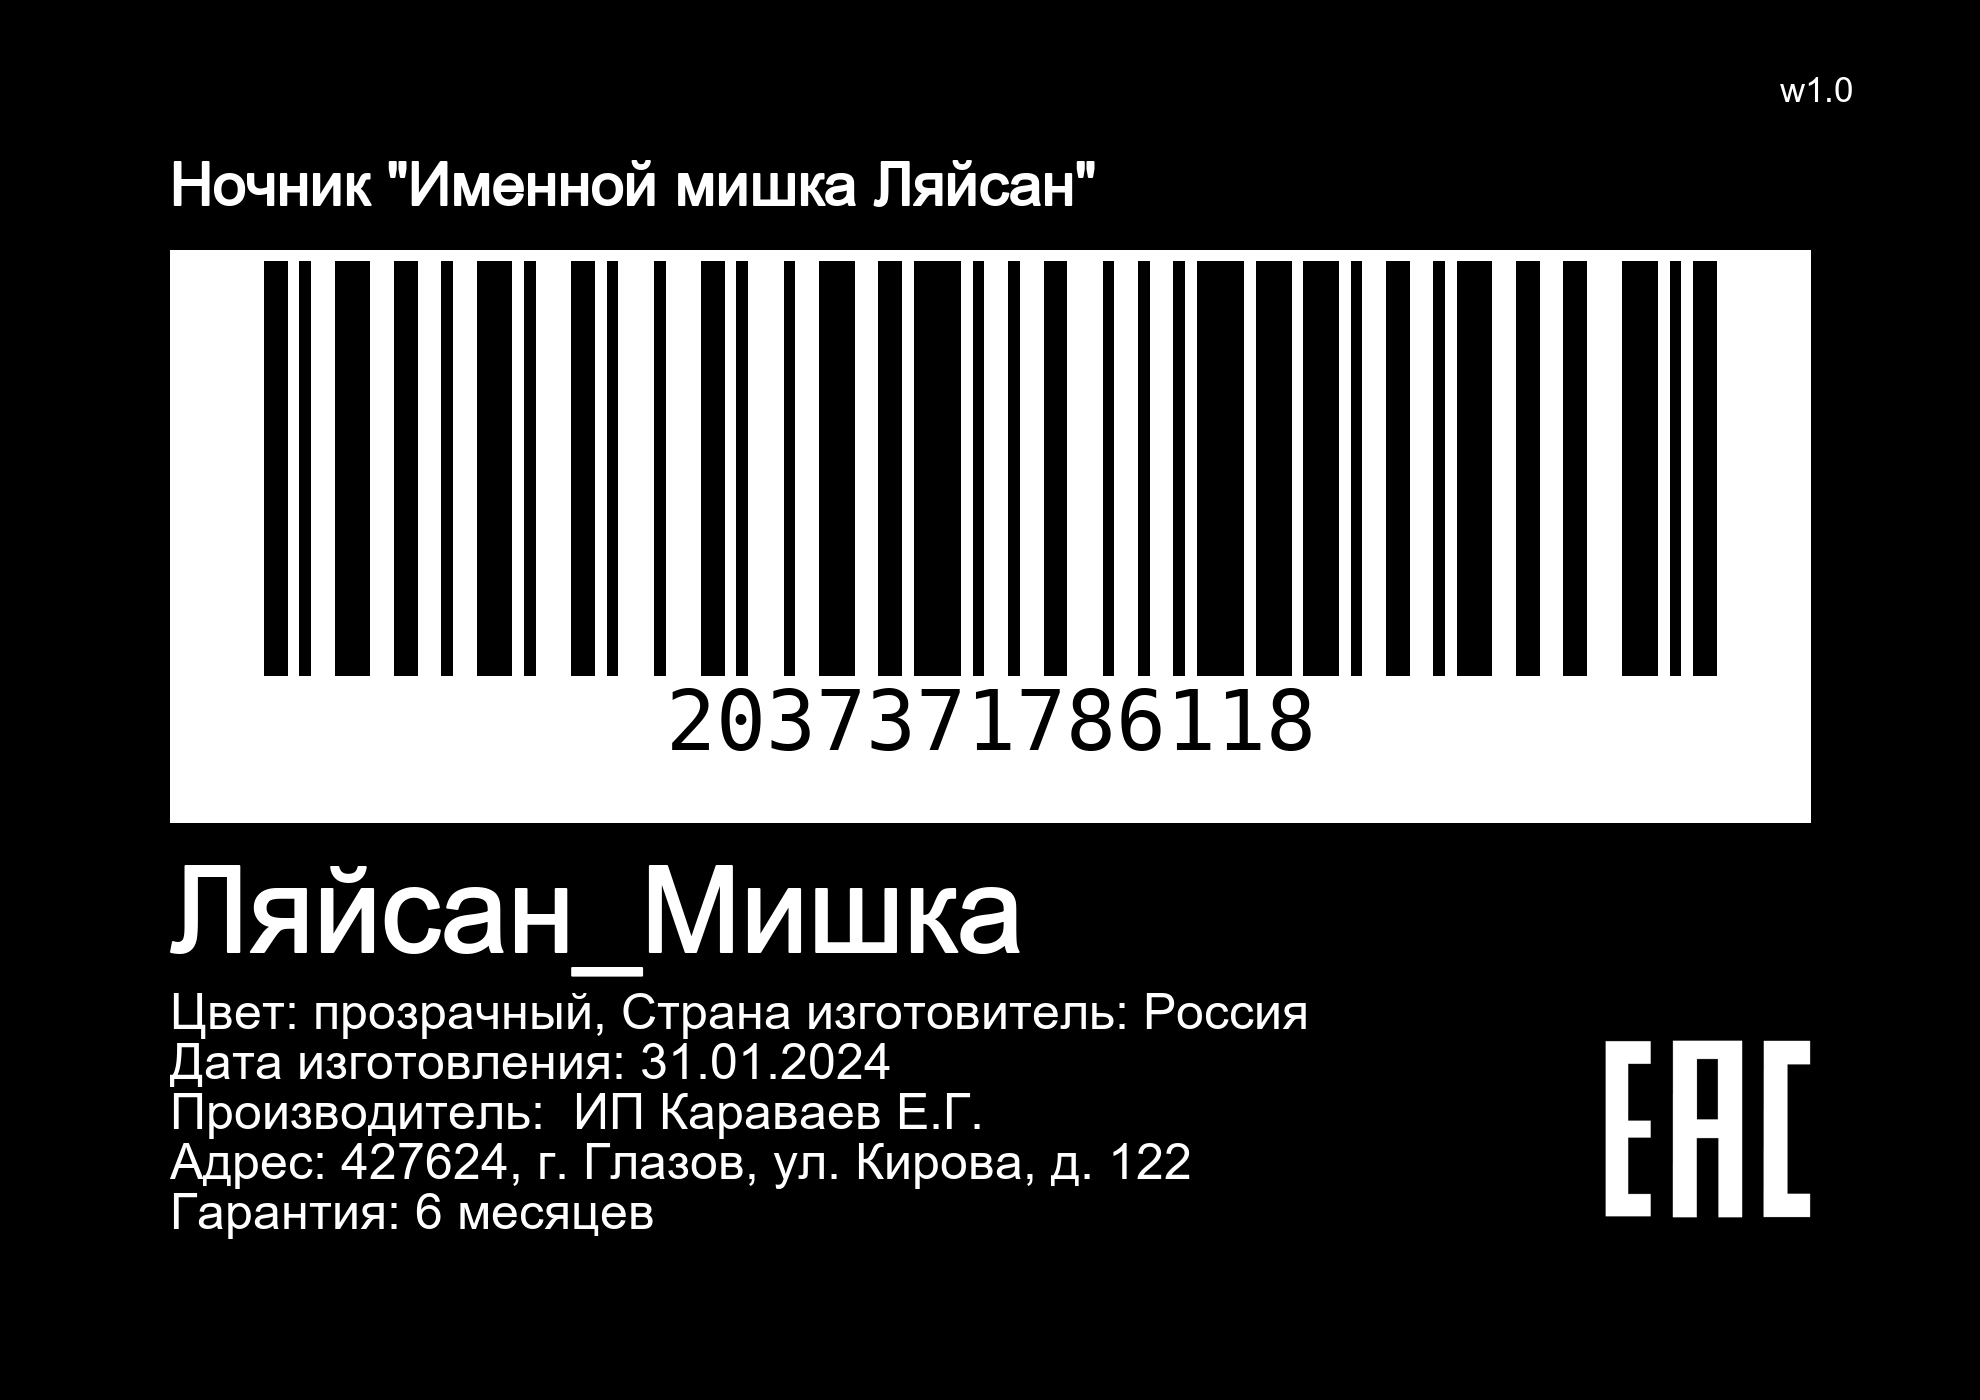 w1.0
Ночник "Именной мишка Ляйсан"
2037371786118
Ляйсан_Мишка
Цвет: прозрачный, Страна изготовитель: Россия
Дата изготовления: 31.01.2024
Производитель:  ИП Караваев Е.Г.
Адрес: 427624, г. Глазов, ул. Кирова, д. 122
Гарантия: 6 месяцев
EAC